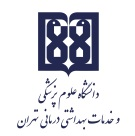 دانشگاه علوم پزشکی
و خدمات بهداشتی درمانی تهران